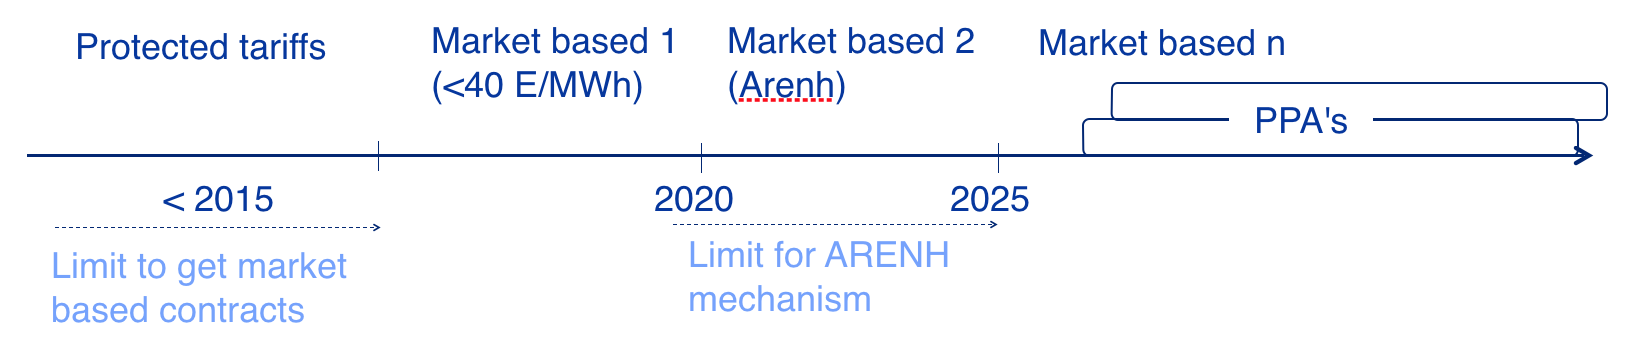 Protected tariffs
Market based 1
(<40 E/MWh)
Market based 2
(Arenh)
Market based n
PPA's
< 2015
2020
2025
Limit to get market
based contracts
Limit for ARENH
mechanism